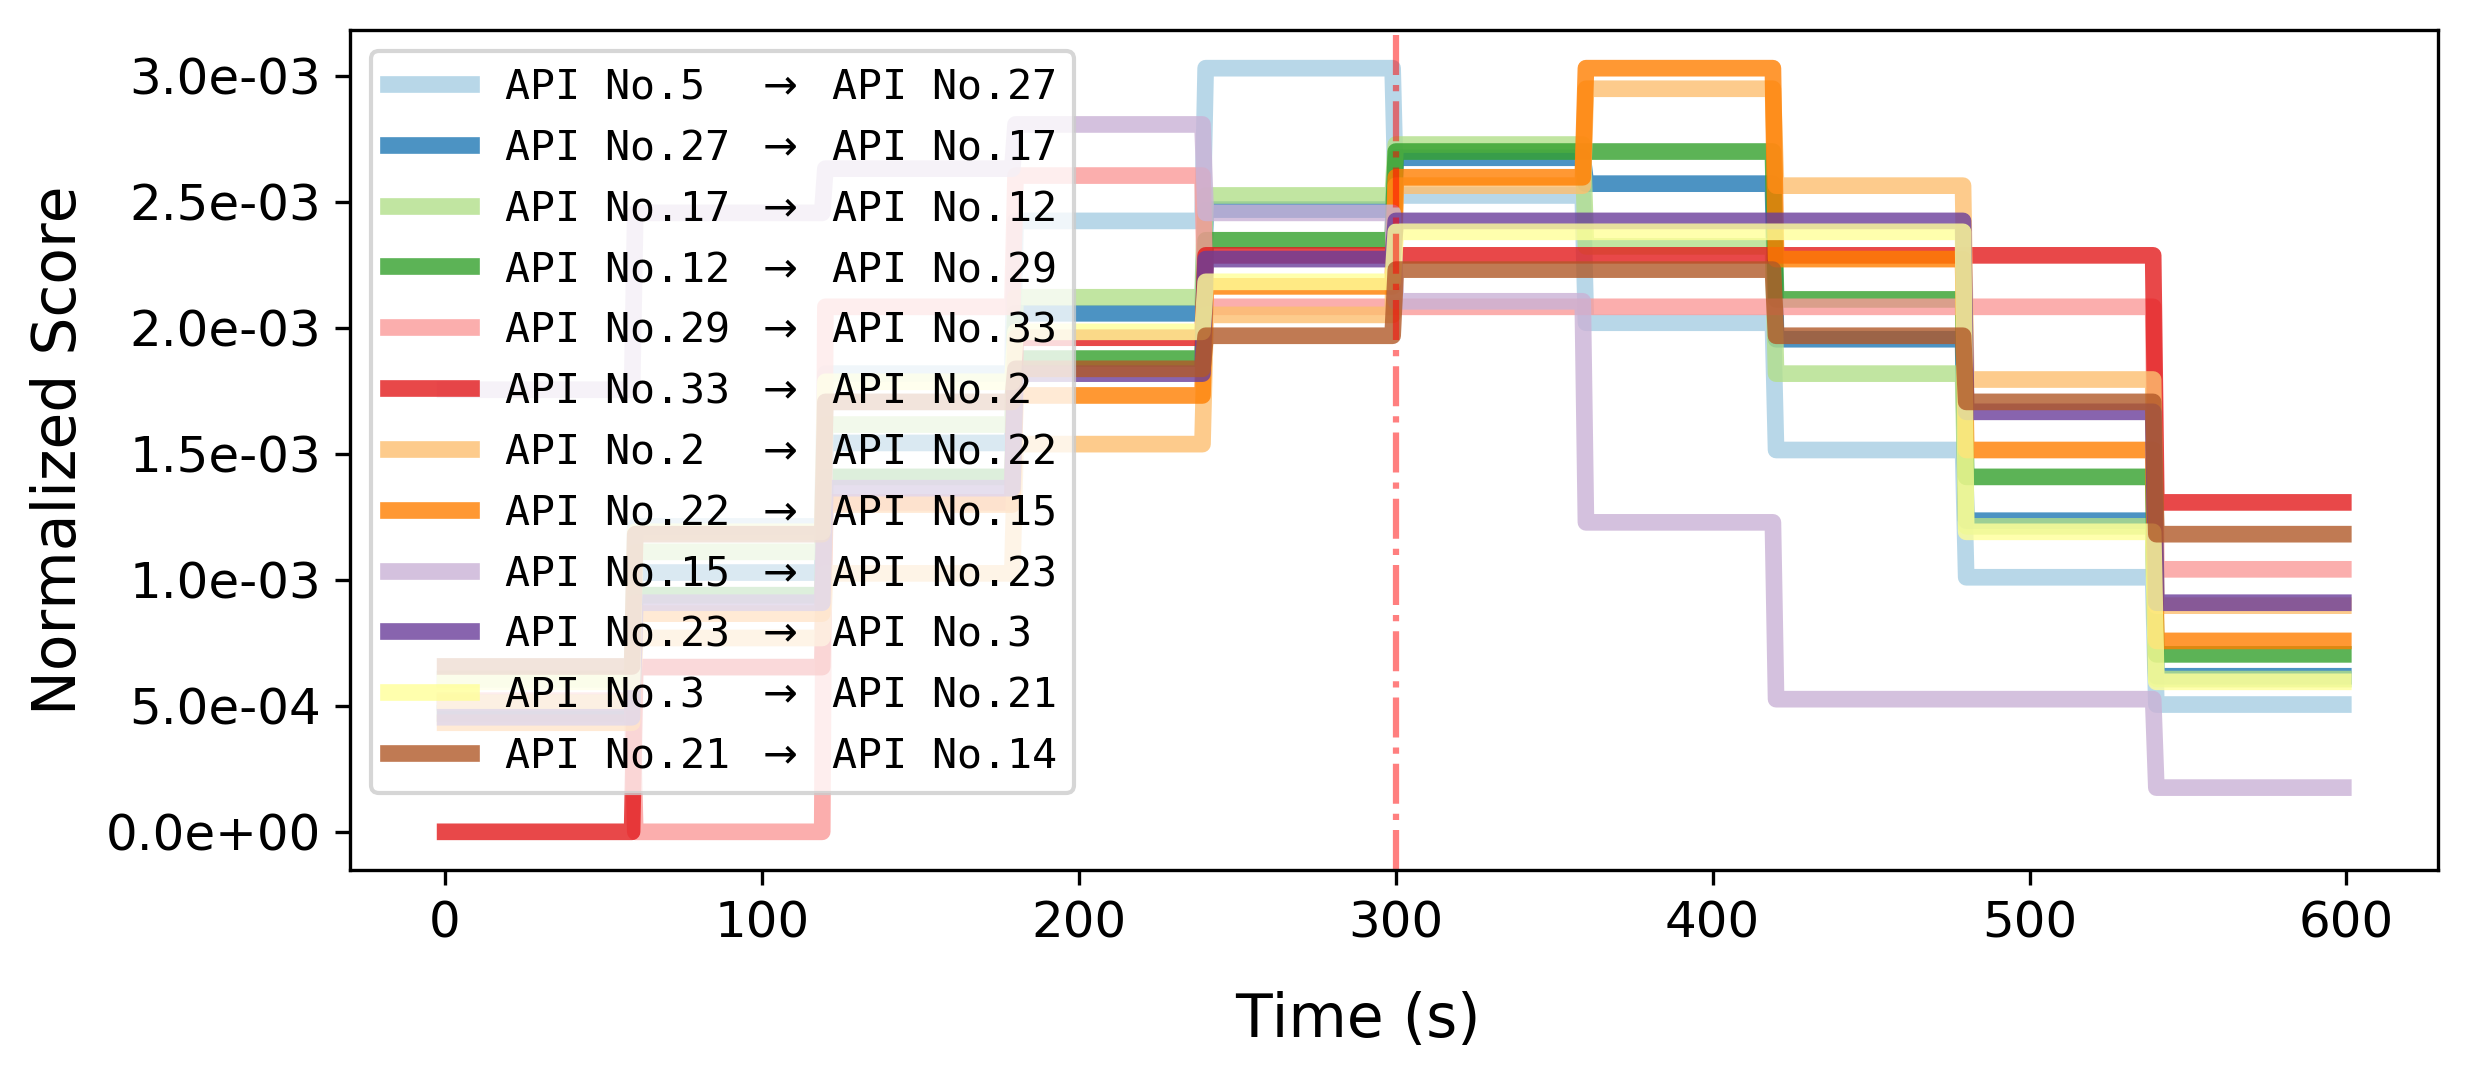 Normalized Score
3.0e-03
2.5e-03
2.0e-03
1.5e-03
1.0e-03
5.0e-04
0.0e+00
API No.5 → API No.27
API No.27 → API No.17
API No.17 → API No.12
API No.12 → API No.29
API No.29 → API No.33
API No.33 → API No.2
API No.2 → API No.22
API No.22 → API No.15
API No.15 → API No.23
API No.23 → API No.3
API No.3 → API No.21
API No.21 → API No.14
0 100 200 300 400 500 600
Time (s)